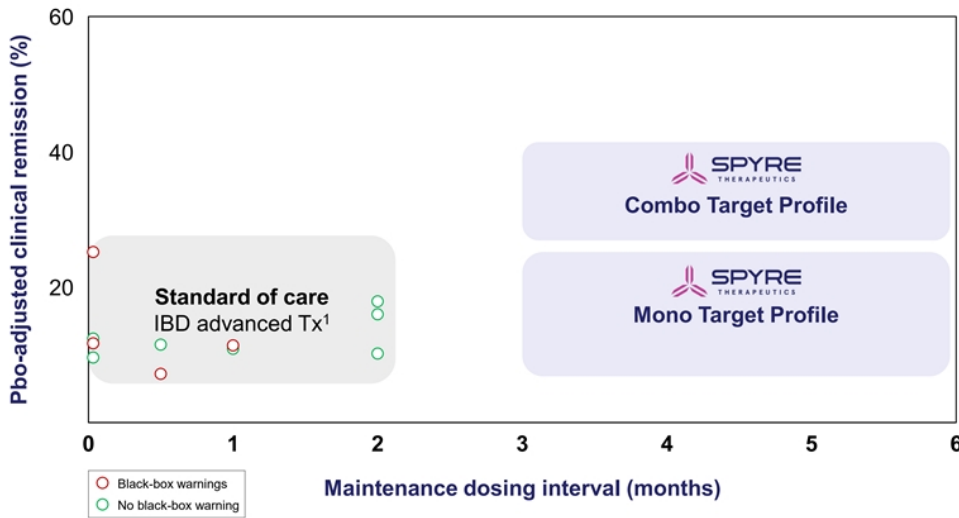 60
40
20
Pbo-adjusted clinical remission (%)
SPYRE
THERAPEUTICS
Combo Target Profile
SPYRE
THERAPEUTICS
Mono Target Profile
Standard of care
IBD advanced Tx¹
0 1 2 3 4 5 6
Maintenance dosing interval (months)
Black-box warnings
No black-box warning